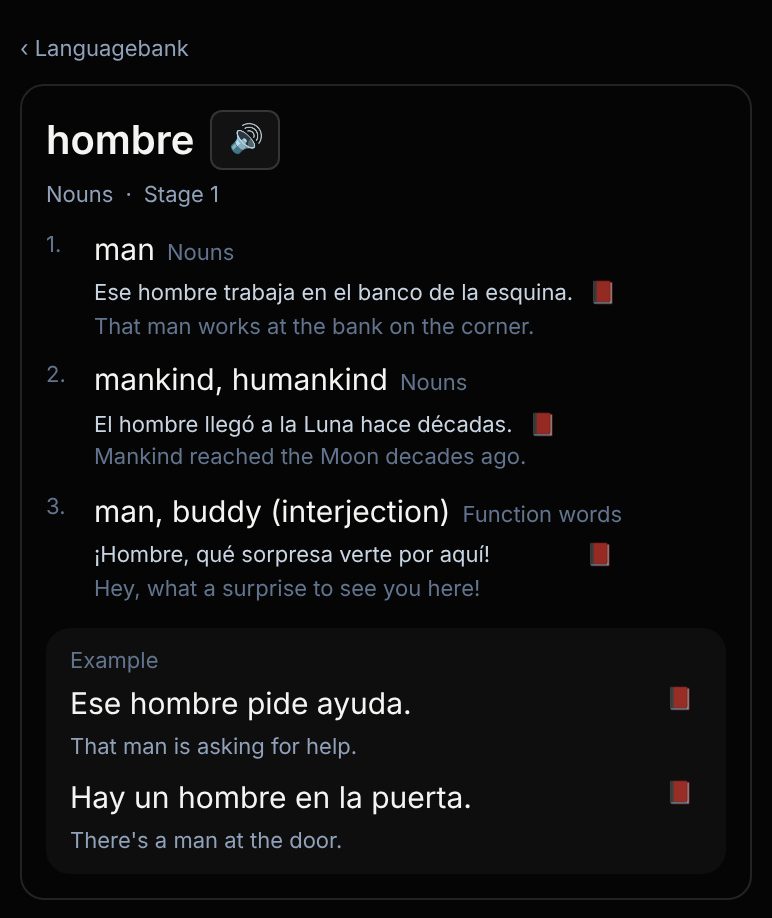 ‹ Languagebank
hombre
Nouns · Stage 1
1. man Nouns
Ese hombre trabaja en el banco de la esquina.
That man works at the bank on the corner.
2. mankind, humankind Nouns
El hombre llegó a la Luna hace décadas.
Mankind reached the Moon decades ago.
3. man, buddy (interjection) Function words
¡Hombre, qué sorpresa verte por aquí!
Hey, what a surprise to see you here!
Example
Ese hombre pide ayuda.
That man is asking for help.
Hay un hombre en la puerta.
There's a man at the door.